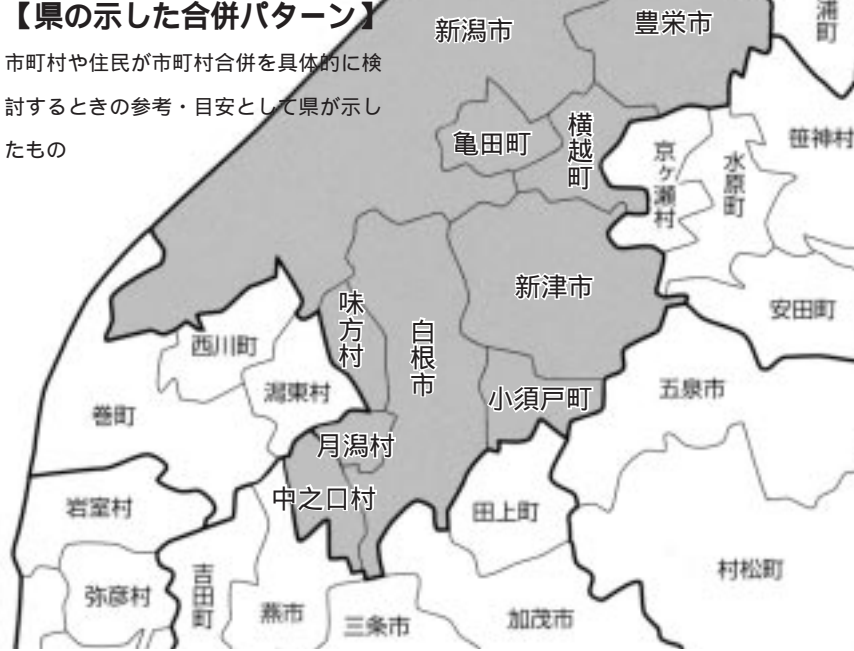 【県の示した合併パターン】
市町村や住民が市町村合併を具体的に検
討するときの参考・目安として県が示し
たもの
新潟市
豊栄市
浦町
亀田町
横越町
京ヶ瀬村
水原町
笹神村
新津市
安田町
味方村
白根市
西川町
潟東村
巻町
小須戸町
五泉市
月潟村
中之口村
岩室村
田上町
村松町
弥彦村
吉田町
燕市
三条市
加茂市